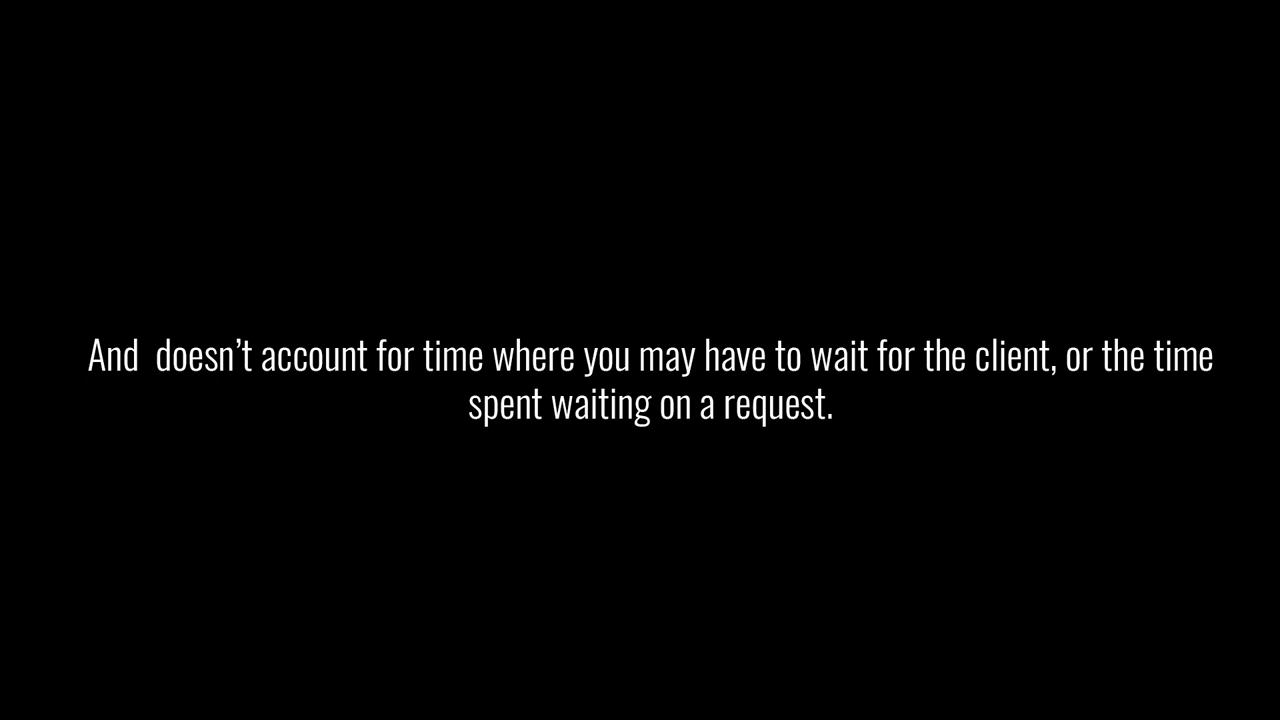 And  doesn’t account for time where you may have to wait for the client, or the time
spent waiting on a request.